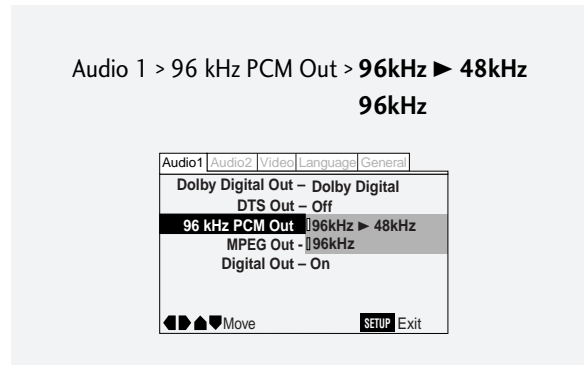 Audio 1 > 96 kHz PCM Out > 96kHz ► 48kHz
96kHz
Audio1 Audio2 Video Language General
Dolby Digital Out – Dolby Digital
DTS Out – Off
96 kHz PCM Out 96kHz ► 48kHz
MPEG Out - 96kHz
Digital Out – On
Move SETUP Exit